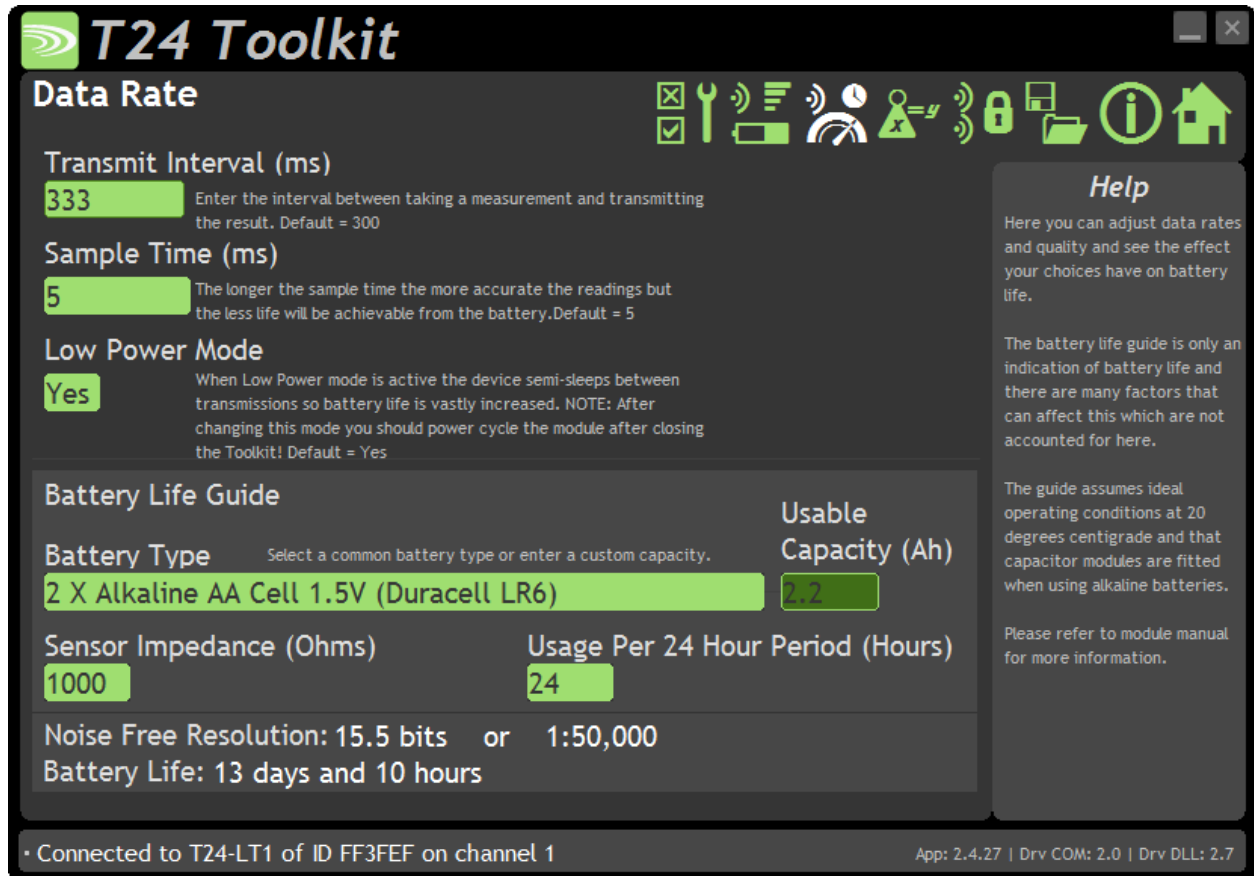 T24 Toolkit
Data Rate
x=y
Transmit Interval (ms)
333
Enter the interval between taking a measurement and transmitting
the result. Default = 300
Sample Time (ms)
5
The longer the sample time the more accurate the readings but
the less life will be achievable from the battery.Default = 5
Low Power Mode
Yes
When Low Power mode is active the device semi-sleeps between
transmissions so battery life is vastly increased. NOTE: After
changing this mode you should power cycle the module after closing
the Toolkit! Default = Yes
Battery Life Guide
Battery Type
Select a common battery type or enter a custom capacity.
2 X Alkaline AA Cell 1.5V (Duracell LR6)
Usable
Capacity (Ah)
2.2
Sensor Impedance (Ohms)
1000
Usage Per 24 Hour Period (Hours)
24
Noise Free Resolution: 15.5 bits or 1:50,000
Battery Life: 13 days and 10 hours
Help
Here you can adjust data rates
and quality and see the effect
your choices have on battery
life.
The battery life guide is only an
indication of battery life and
there are many factors that
can affect this which are not
accounted for here.
The guide assumes ideal
operating conditions at 20
degrees centigrade and that
capacitor modules are fitted
when using alkaline batteries.
Please refer to module manual
for more information.
Connected to T24-LT1 of ID FF3FEF on channel 1
App: 2.4.27 | Drv COM: 2.0 | Drv DLL: 2.7